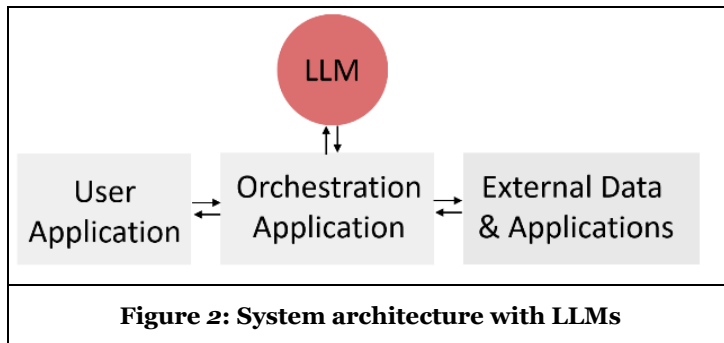 LLM
User
Application
Orchestration
Application
External Data
& Applications
Figure 2: System architecture with LLMs